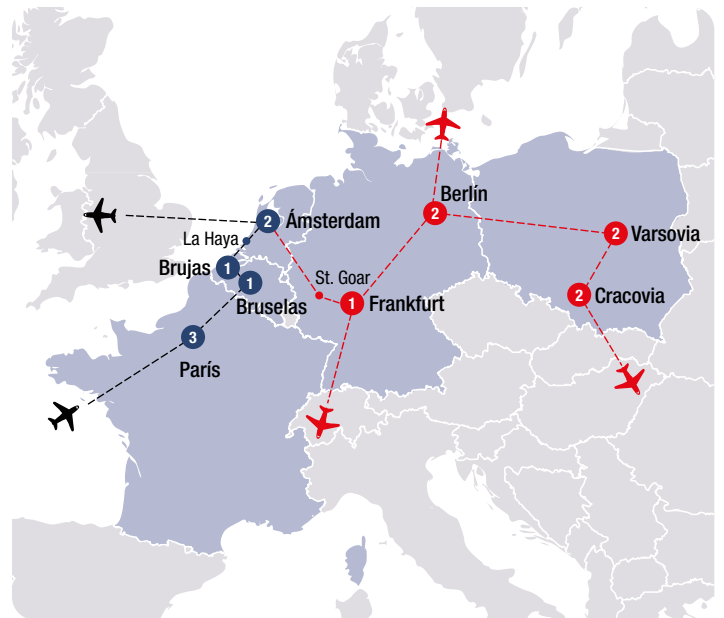 Berlín
2
2
Ámsterdam
2
Varsovia
La Haya
Brujas
1
1
Bruselas
St. Goar
1
Frankfurt
2
Cracovia
3
París